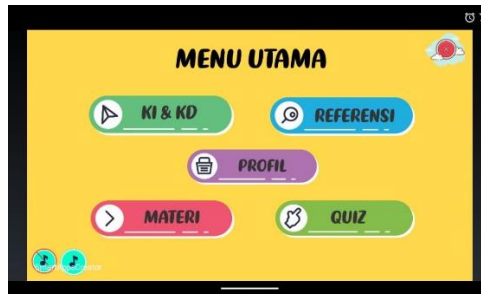 MENU UTAMA
KI & KD
REFERENSI
PROFIL
MATERI
QUIZ